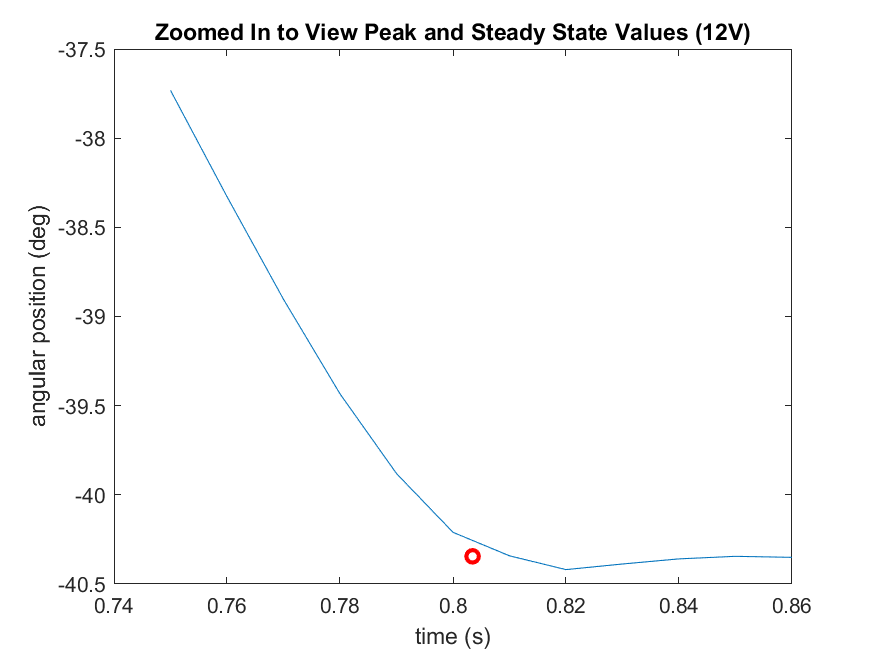 Zoomed In to View Peak and Steady State Values (12V)
-37.5
-38
-38.5
-39
-39.5
-40
-40.5
angular position (deg)
0.74 0.76 0.78 0.8 0.82 0.84 0.86
time (s)